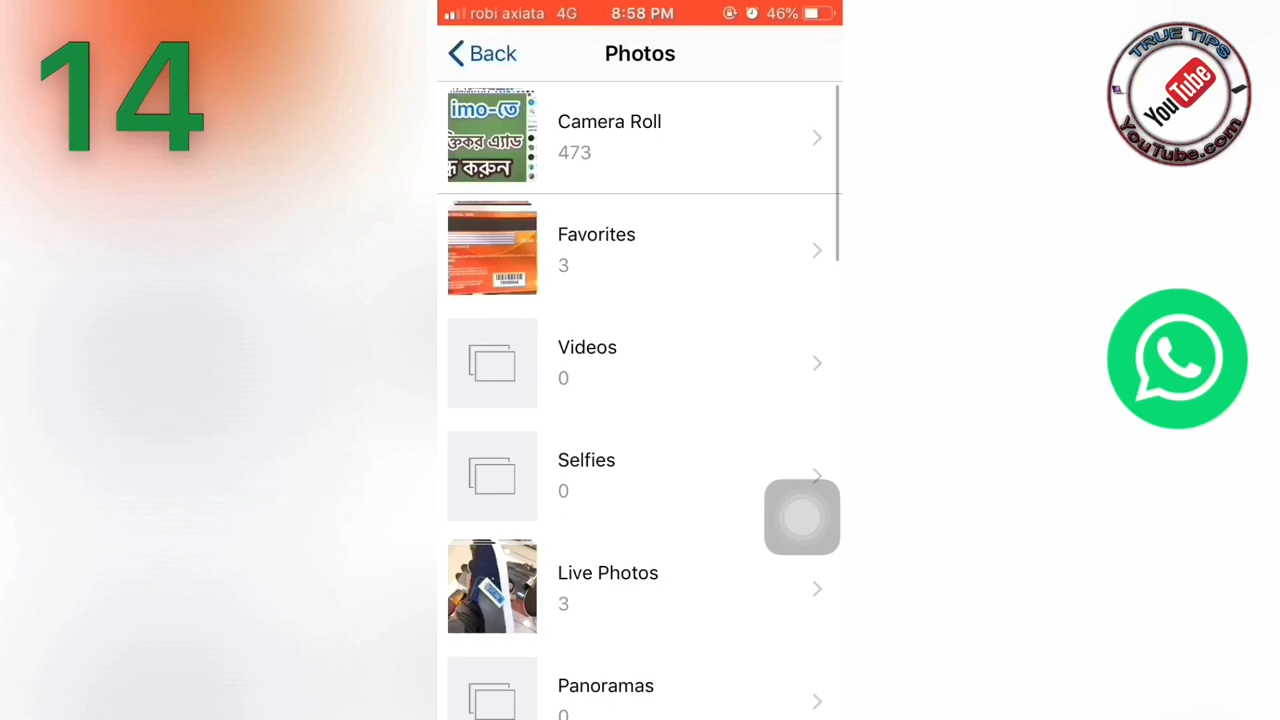 14
robi axiata 4G 8:58 PM 46%
Back Photos
imo-তে
ক্তিকর এ্যাড
করুন
Camera Roll
473
Favorites
3
Videos
0
Selfies
0
Live Photos
3
Panoramas
0
TRUE TIPS
YouTube
YouTube.com